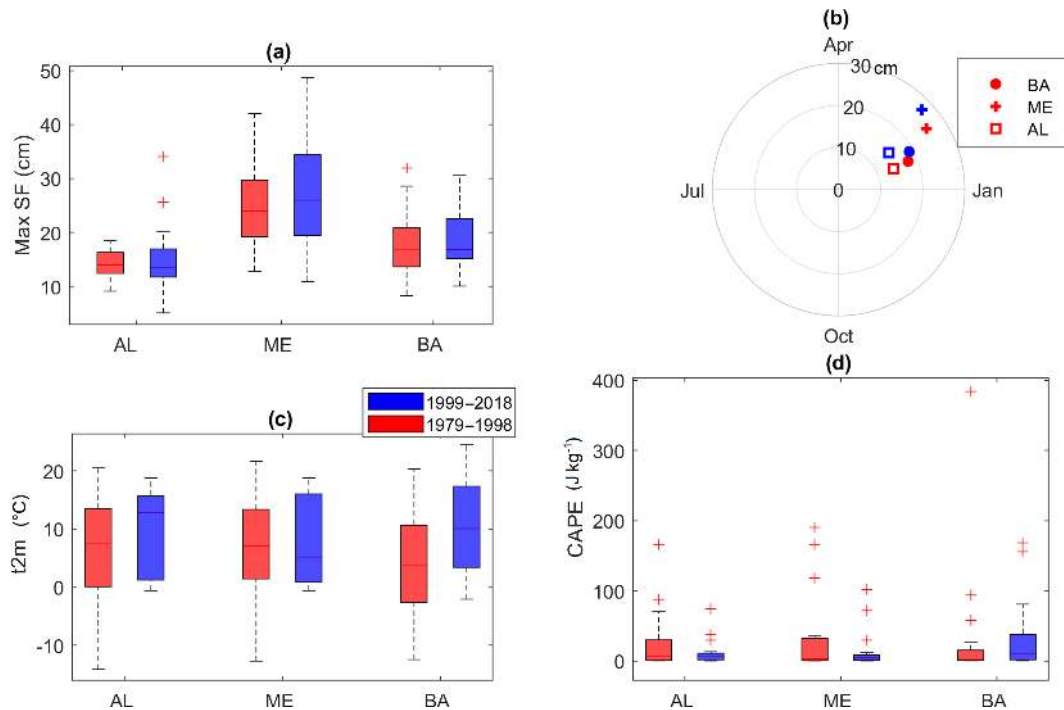 (a)
50
40
30
20
10
Max SF (cm)
AL ME BA
(b)
Apr
30 cm
20
10
0
Jul
Jan
Oct
BA
ME
AL
(c)
1999−2018
1979−1998
20
10
0
-10
t2m (°C)
AL ME BA
(d)
400
300
200
100
0
CAPE (J kg⁻¹)
AL ME BA